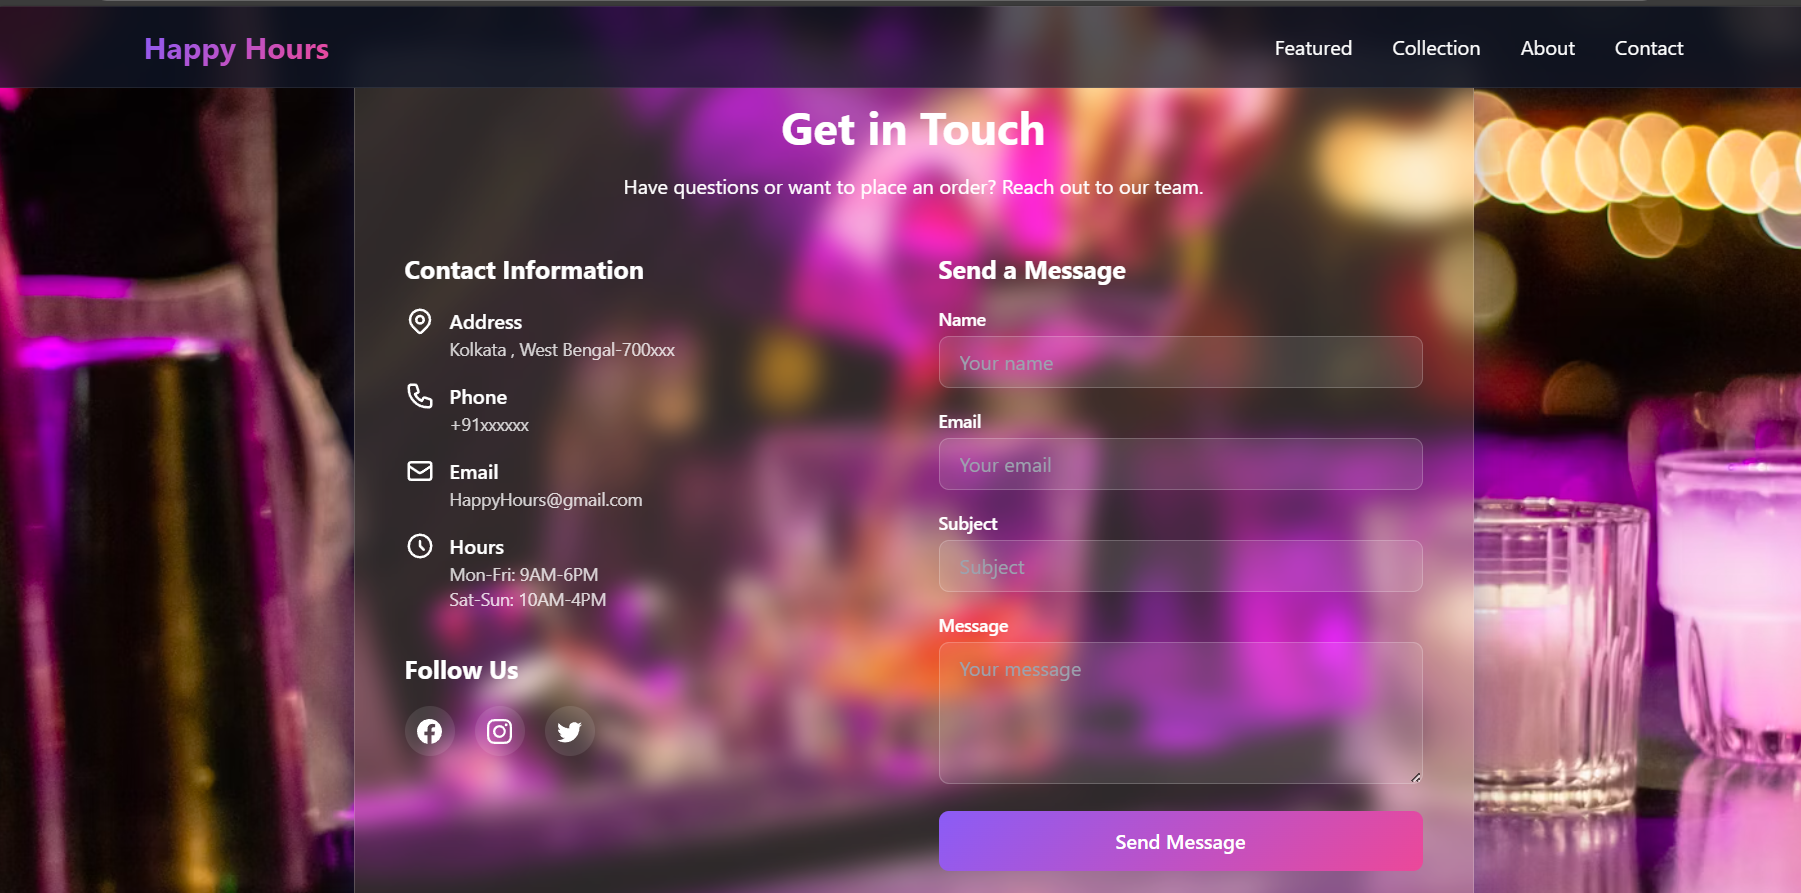 Happy Hours
Featured
Collection
About
Contact
Get in Touch
Have questions or want to place an order? Reach out to our team.
Contact Information
Address
Kolkata , West Bengal-700xxx
Phone
+91xxxxxx
Email
HappyHours@gmail.com
Hours
Mon-Fri: 9AM-6PM
Sat-Sun: 10AM-4PM
Follow Us
Send a Message
Name
Your name
Email
Your email
Subject
Subject
Message
Your message
Send Message